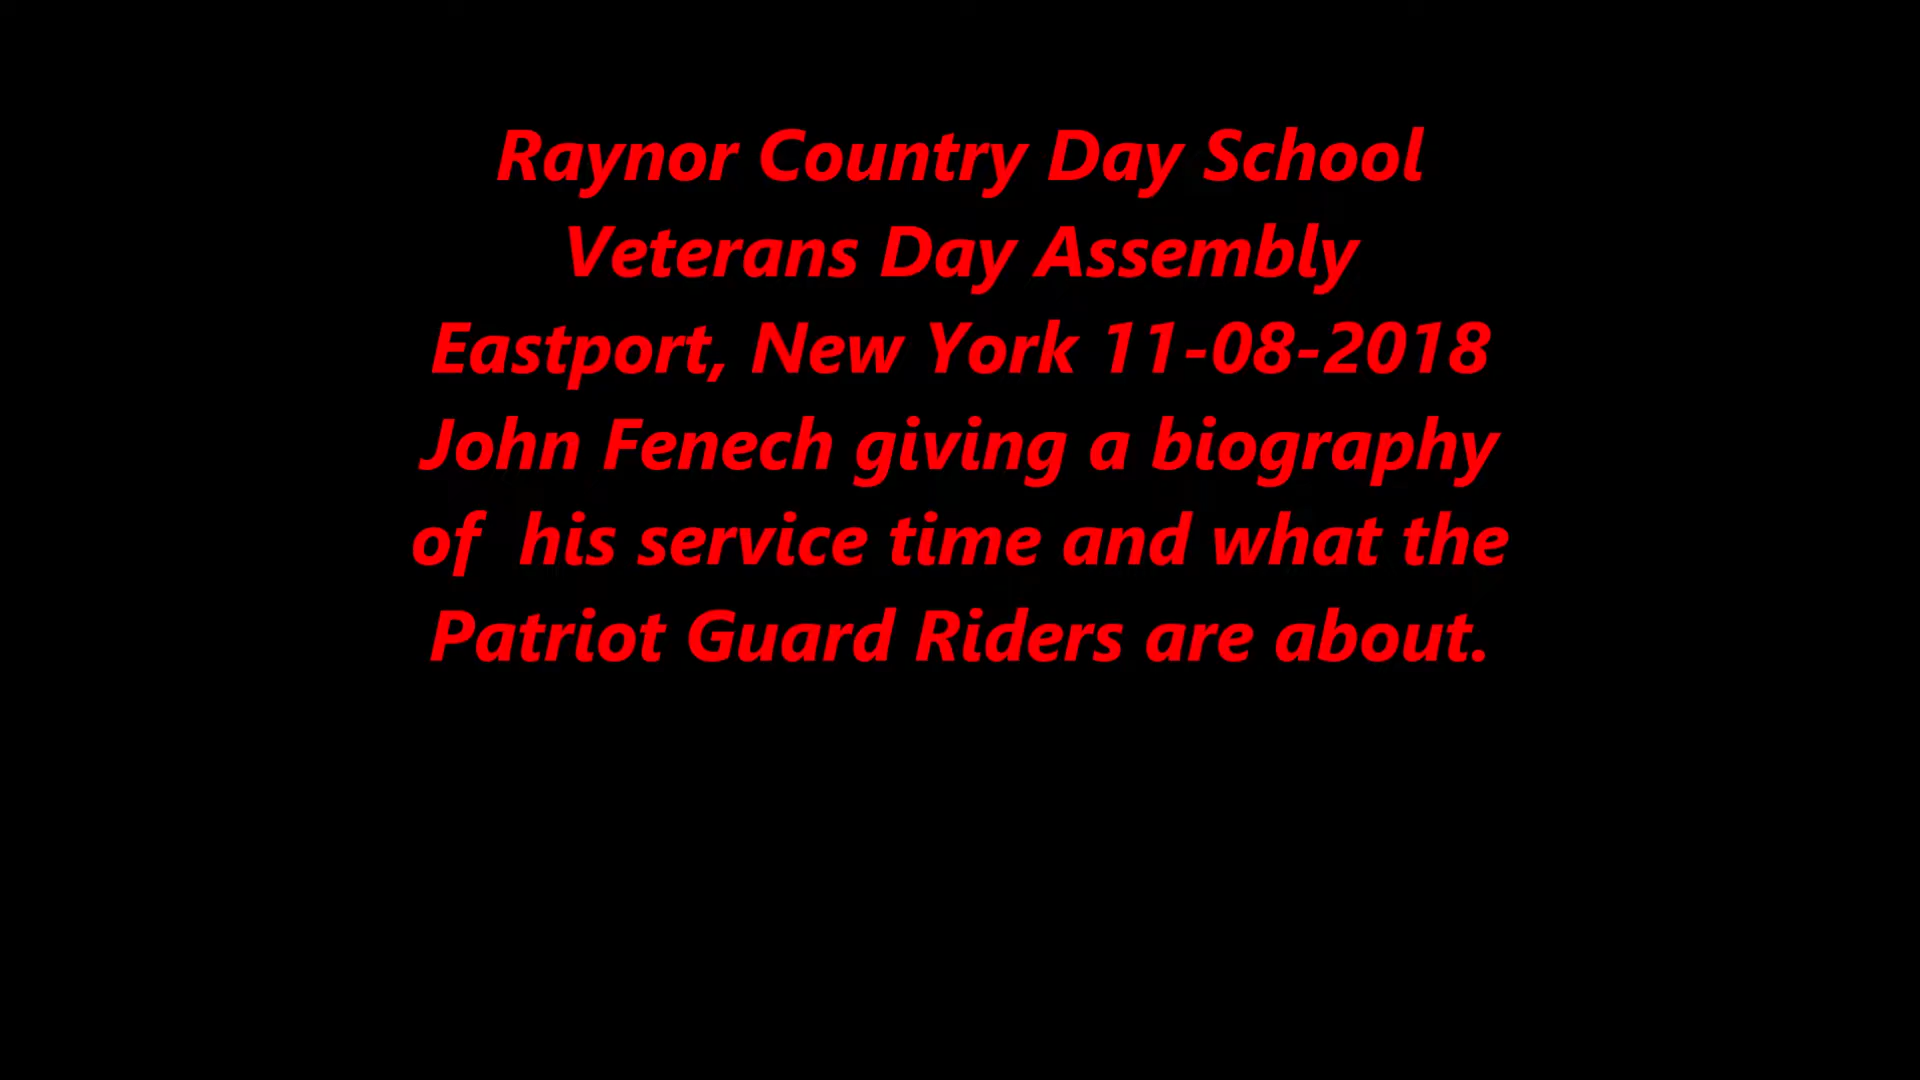 Raynor Country Day School
Veterans Day Assembly
Eastport, New York 11-08-2018
John Fenech giving a biography
of  his service time and what the
Patriot Guard Riders are about.